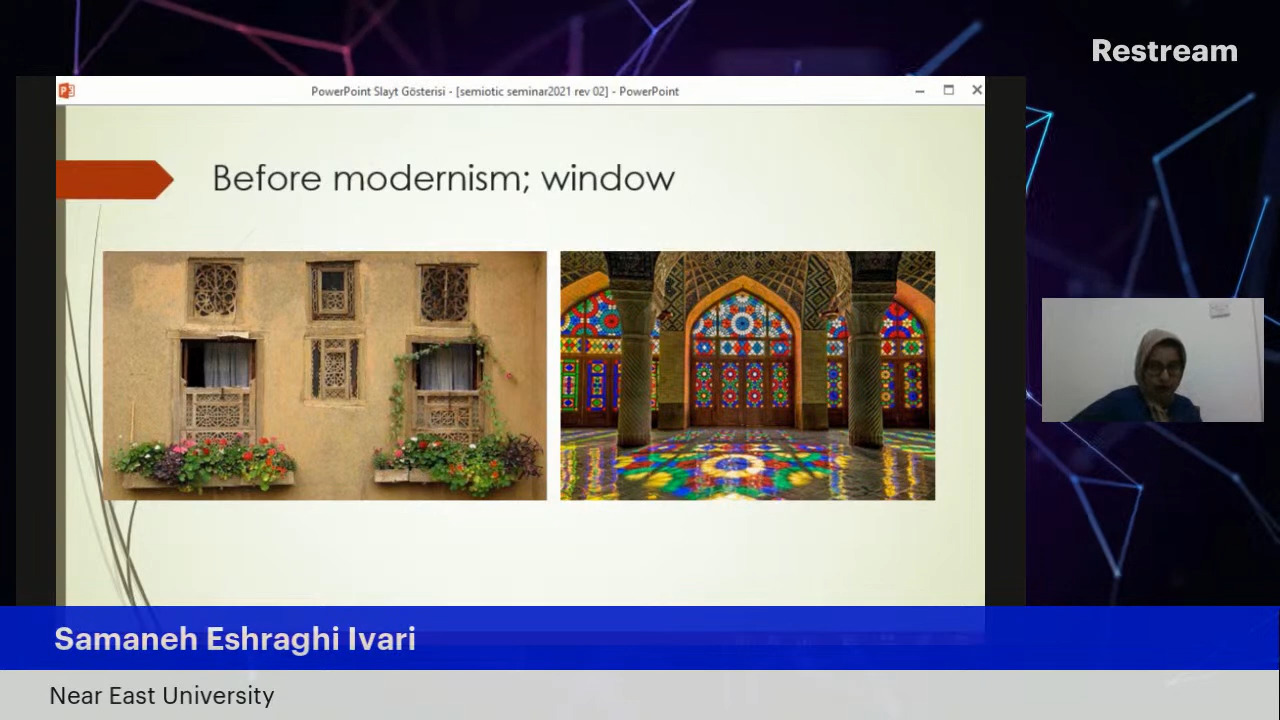 Restream
PowerPoint Slayt Gösterisi - [semiotic seminar2021 rev 02] - PowerPoint
Before modernism; window
Samaneh Eshraghi Ivari
Near East University